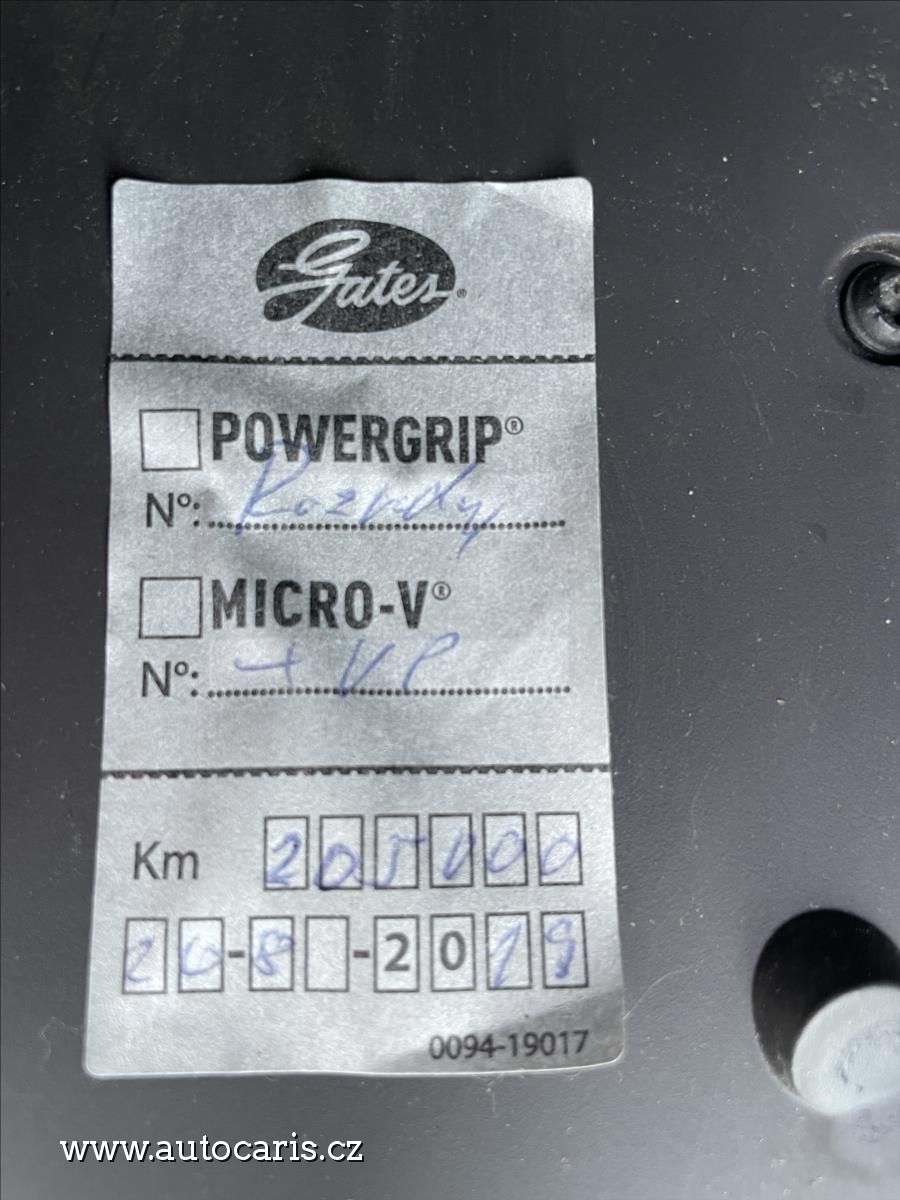 Gates®
POWERGRIP®
Nº: Rozvody
MICRO-V®
Nº: + VP
Km 205000
20-8 -2019
0094-19017
www.autocaris.cz